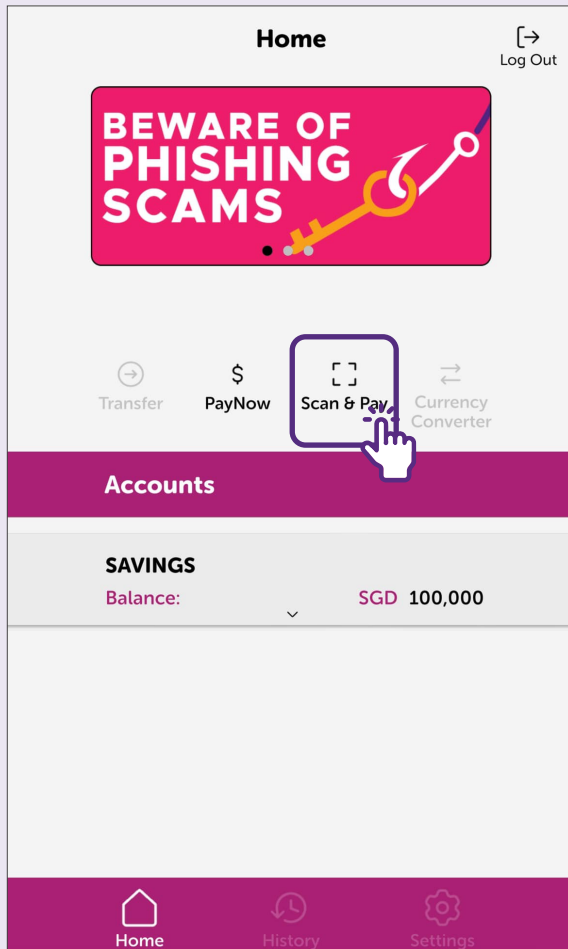 Home
Log Out
BEWARE OF
PHISHING
SCAMS
Transfer
$
PayNow
Scan & Pay
Currency
Converter
Accounts
SAVINGS
Balance: SGD 100,000
Home
History
Settings